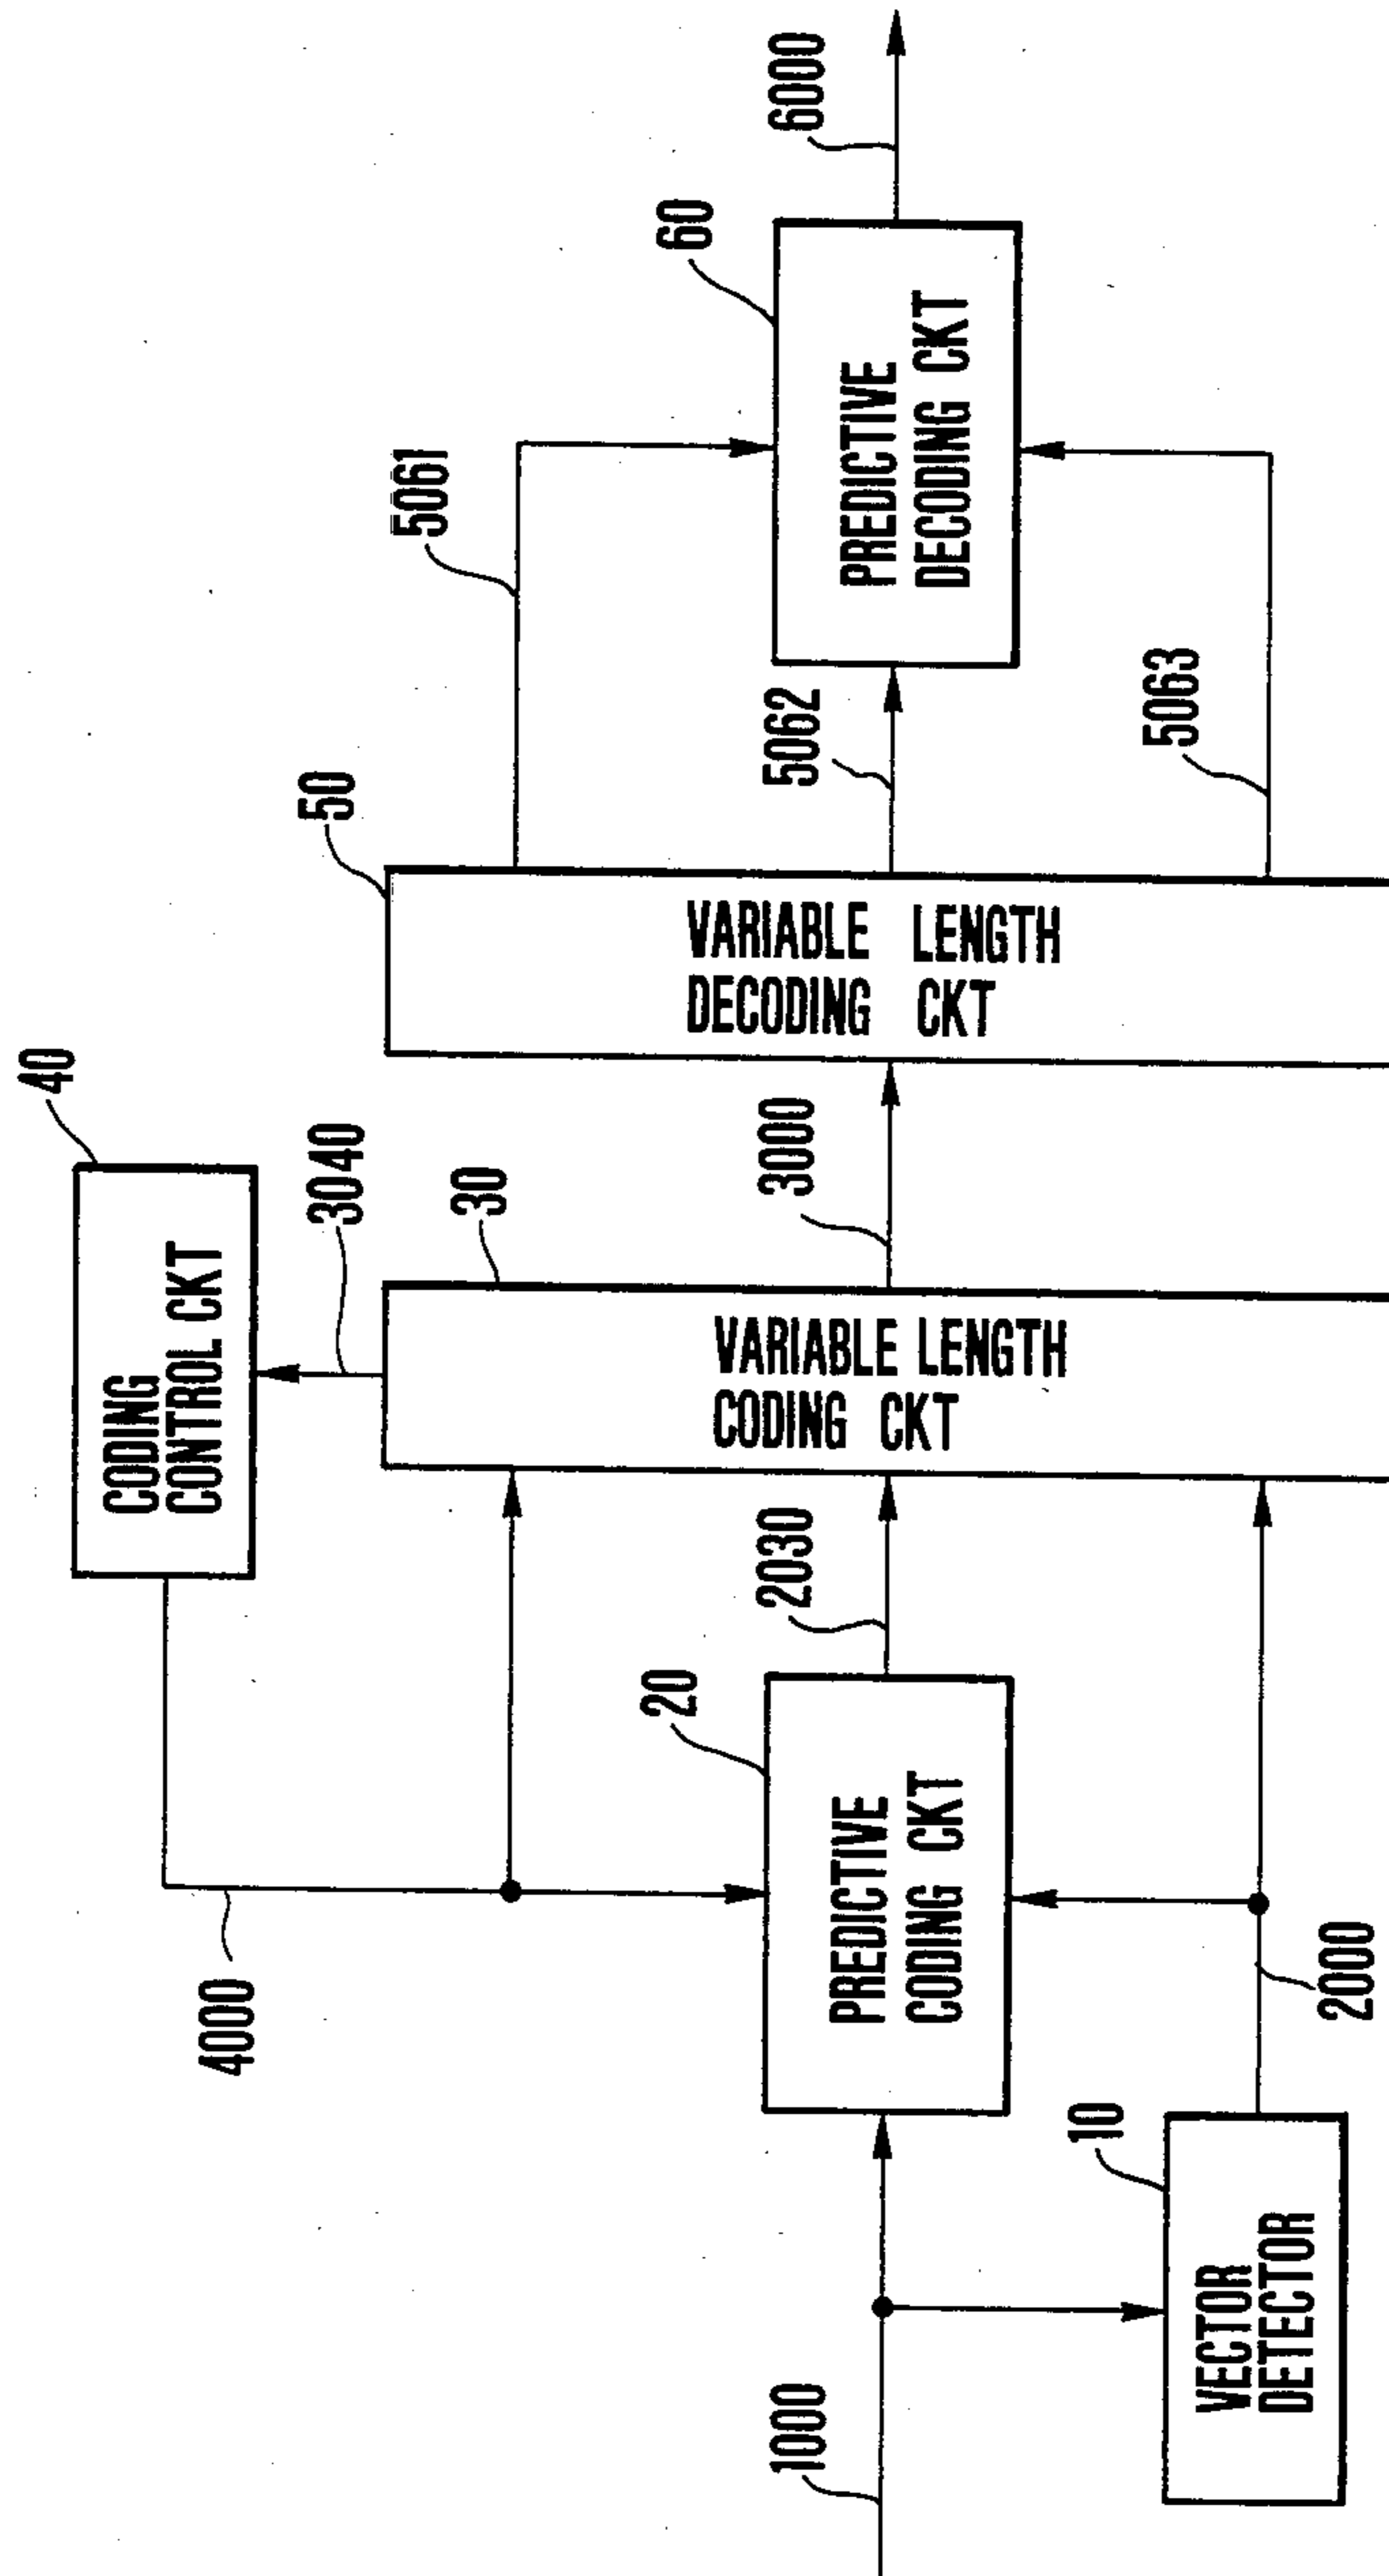 1000
VECTOR
DETECTOR
10
2000
4000
PREDICTIVE
CODING CKT
20
2030
CODING
CONTROL CKT
40
3040
VARIABLE LENGTH
CODING CKT
30
3000
VARIABLE LENGTH
DECODING CKT
50
5061
5062
5063
PREDICTIVE
DECODING CKT
60
6000